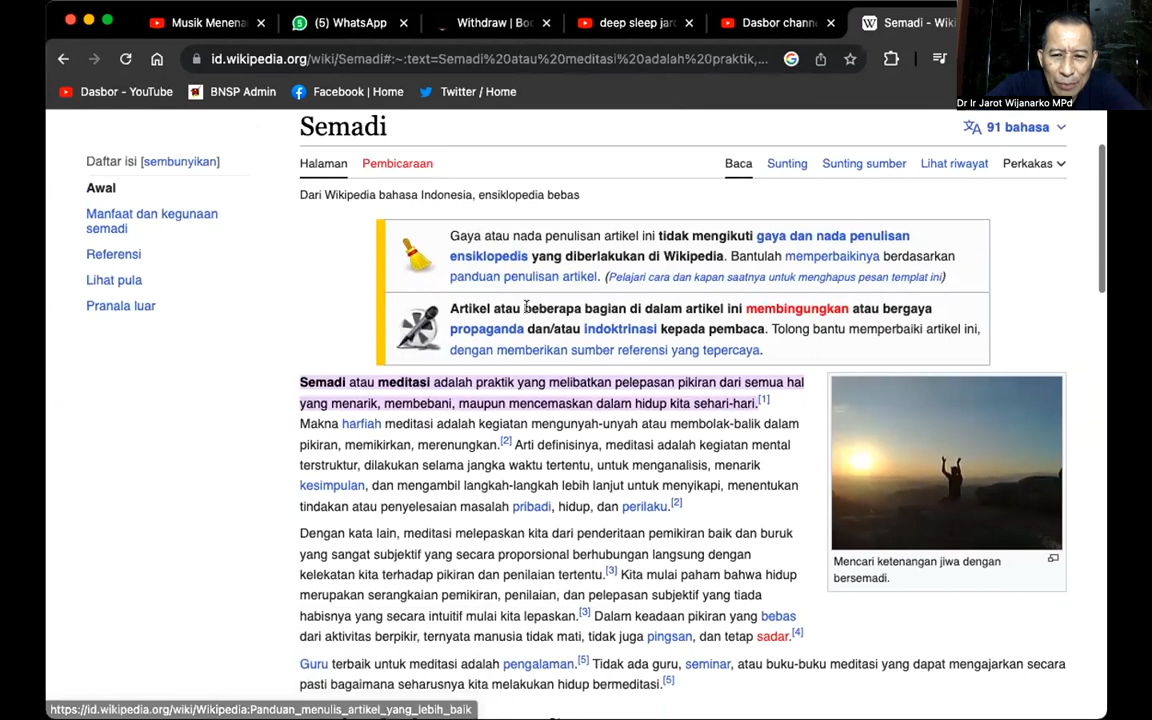 Musik Menena
(5) WhatsApp
Withdraw | Boo
deep sleep jaro
Dasbor channe
Semadi - Wiki
id.wikipedia.org/wiki/Semadi#:~:text=Semadi%20atau%20meditasi%20adalah%20praktik,...
Dr Ir Jarot Wijanarko MPd
Dasbor - YouTube
BNSP Admin
Facebook | Home
Twitter / Home
Semadi
91 bahasa
Daftar isi [sembunyikan]
Halaman
Pembicaraan
Baca
Sunting
Sunting sumber
Lihat riwayat
Perkakas
Awal
Manfaat dan kegunaan
semadi
Referensi
Lihat pula
Pranala luar
Dari Wikipedia bahasa Indonesia, ensiklopedia bebas
Gaya atau nada penulisan artikel ini tidak mengikuti gaya dan nada penulisan
ensiklopedis yang diberlakukan di Wikipedia. Bantulah memperbaikinya berdasarkan
panduan penulisan artikel. (Pelajari cara dan kapan saatnya untuk menghapus pesan templat ini)
Artikel atau beberapa bagian di dalam artikel ini membingungkan atau bergaya
propaganda dan/atau indoktrinasi kepada pembaca. Tolong bantu memperbaiki artikel ini,
dengan memberikan sumber referensi yang tepercaya.
Semadi atau meditasi adalah praktik yang melibatkan pelepasan pikiran dari semua hal
yang menarik, membebani, maupun mencemaskan dalam hidup kita sehari-hari.[1]
Makna harfiah meditasi adalah kegiatan mengunyah-unyah atau membolak-balik dalam
pikiran, memikirkan, merenungkan.[2] Arti definisinya, meditasi adalah kegiatan mental
terstruktur, dilakukan selama jangka waktu tertentu, untuk menganalisis, menarik
kesimpulan, dan mengambil langkah-langkah lebih lanjut untuk menyikapi, menentukan
tindakan atau penyelesaian masalah pribadi, hidup, dan perilaku.[2]
Dengan kata lain, meditasi melepaskan kita dari penderitaan pemikiran baik dan buruk
yang sangat subjektif yang secara proporsional berhubungan langsung dengan
kelekatan kita terhadap pikiran dan penilaian tertentu.[3] Kita mulai paham bahwa hidup
merupakan serangkaian pemikiran, penilaian, dan pelepasan subjektif yang tiada
habisnya yang secara intuitif mulai kita lepaskan.[3] Dalam keadaan pikiran yang bebas
dari aktivitas berpikir, ternyata manusia tidak mati, tidak juga pingsan, dan tetap sadar.[4]
Mencari ketenangan jiwa dengan
bersemadi.
Guru terbaik untuk meditasi adalah pengalaman.[5] Tidak ada guru, seminar, atau buku-buku meditasi yang dapat mengajarkan secara
pasti bagaimana seharusnya kita melakukan hidup bermeditasi.[5]
https://id.wikipedia.org/wiki/Wikipedia:Panduan_menulis_artikel_yang_lebih_baik